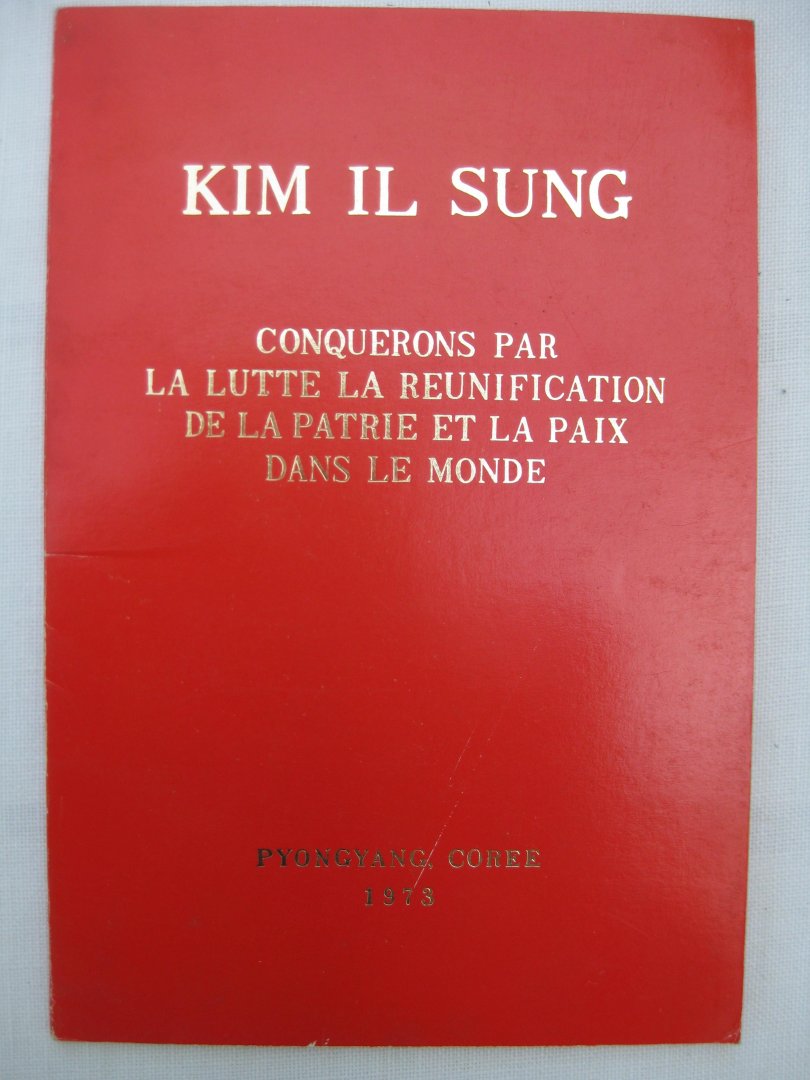 KIM IL SUNG
CONQUERONS PAR
LA LUTTE LA REUNIFICATION
DE LA PATRIE ET LA PAIX
DANS LE MONDE
PYONGYANG, COREE
1973